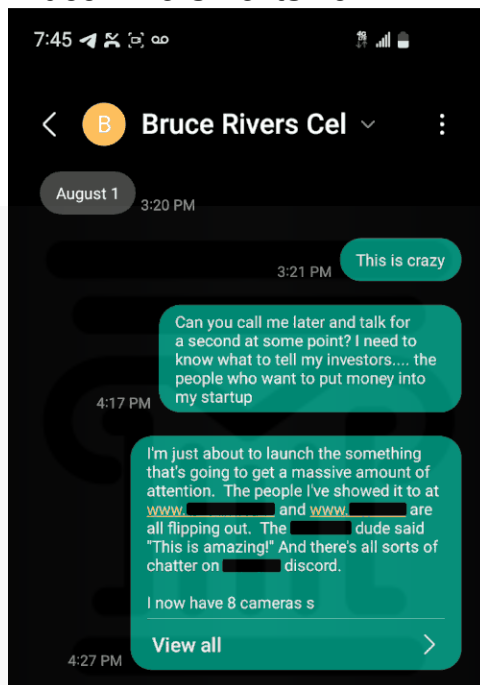 7:45
Bruce Rivers Cel
August 1
3:20 PM
This is crazy
3:21 PM
Can you call me later and talk for
a second at some point? I need to
know what to tell my investors.... the
people who want to put money into
my startup
4:17 PM
I'm just about to launch the something
that's going to get a massive amount of
attention. The people I've showed it to at
www. and www. are
all flipping out. The dude said
"This is amazing!" And there's all sorts of
chatter on discord.
I now have 8 cameras s
View all
4:27 PM